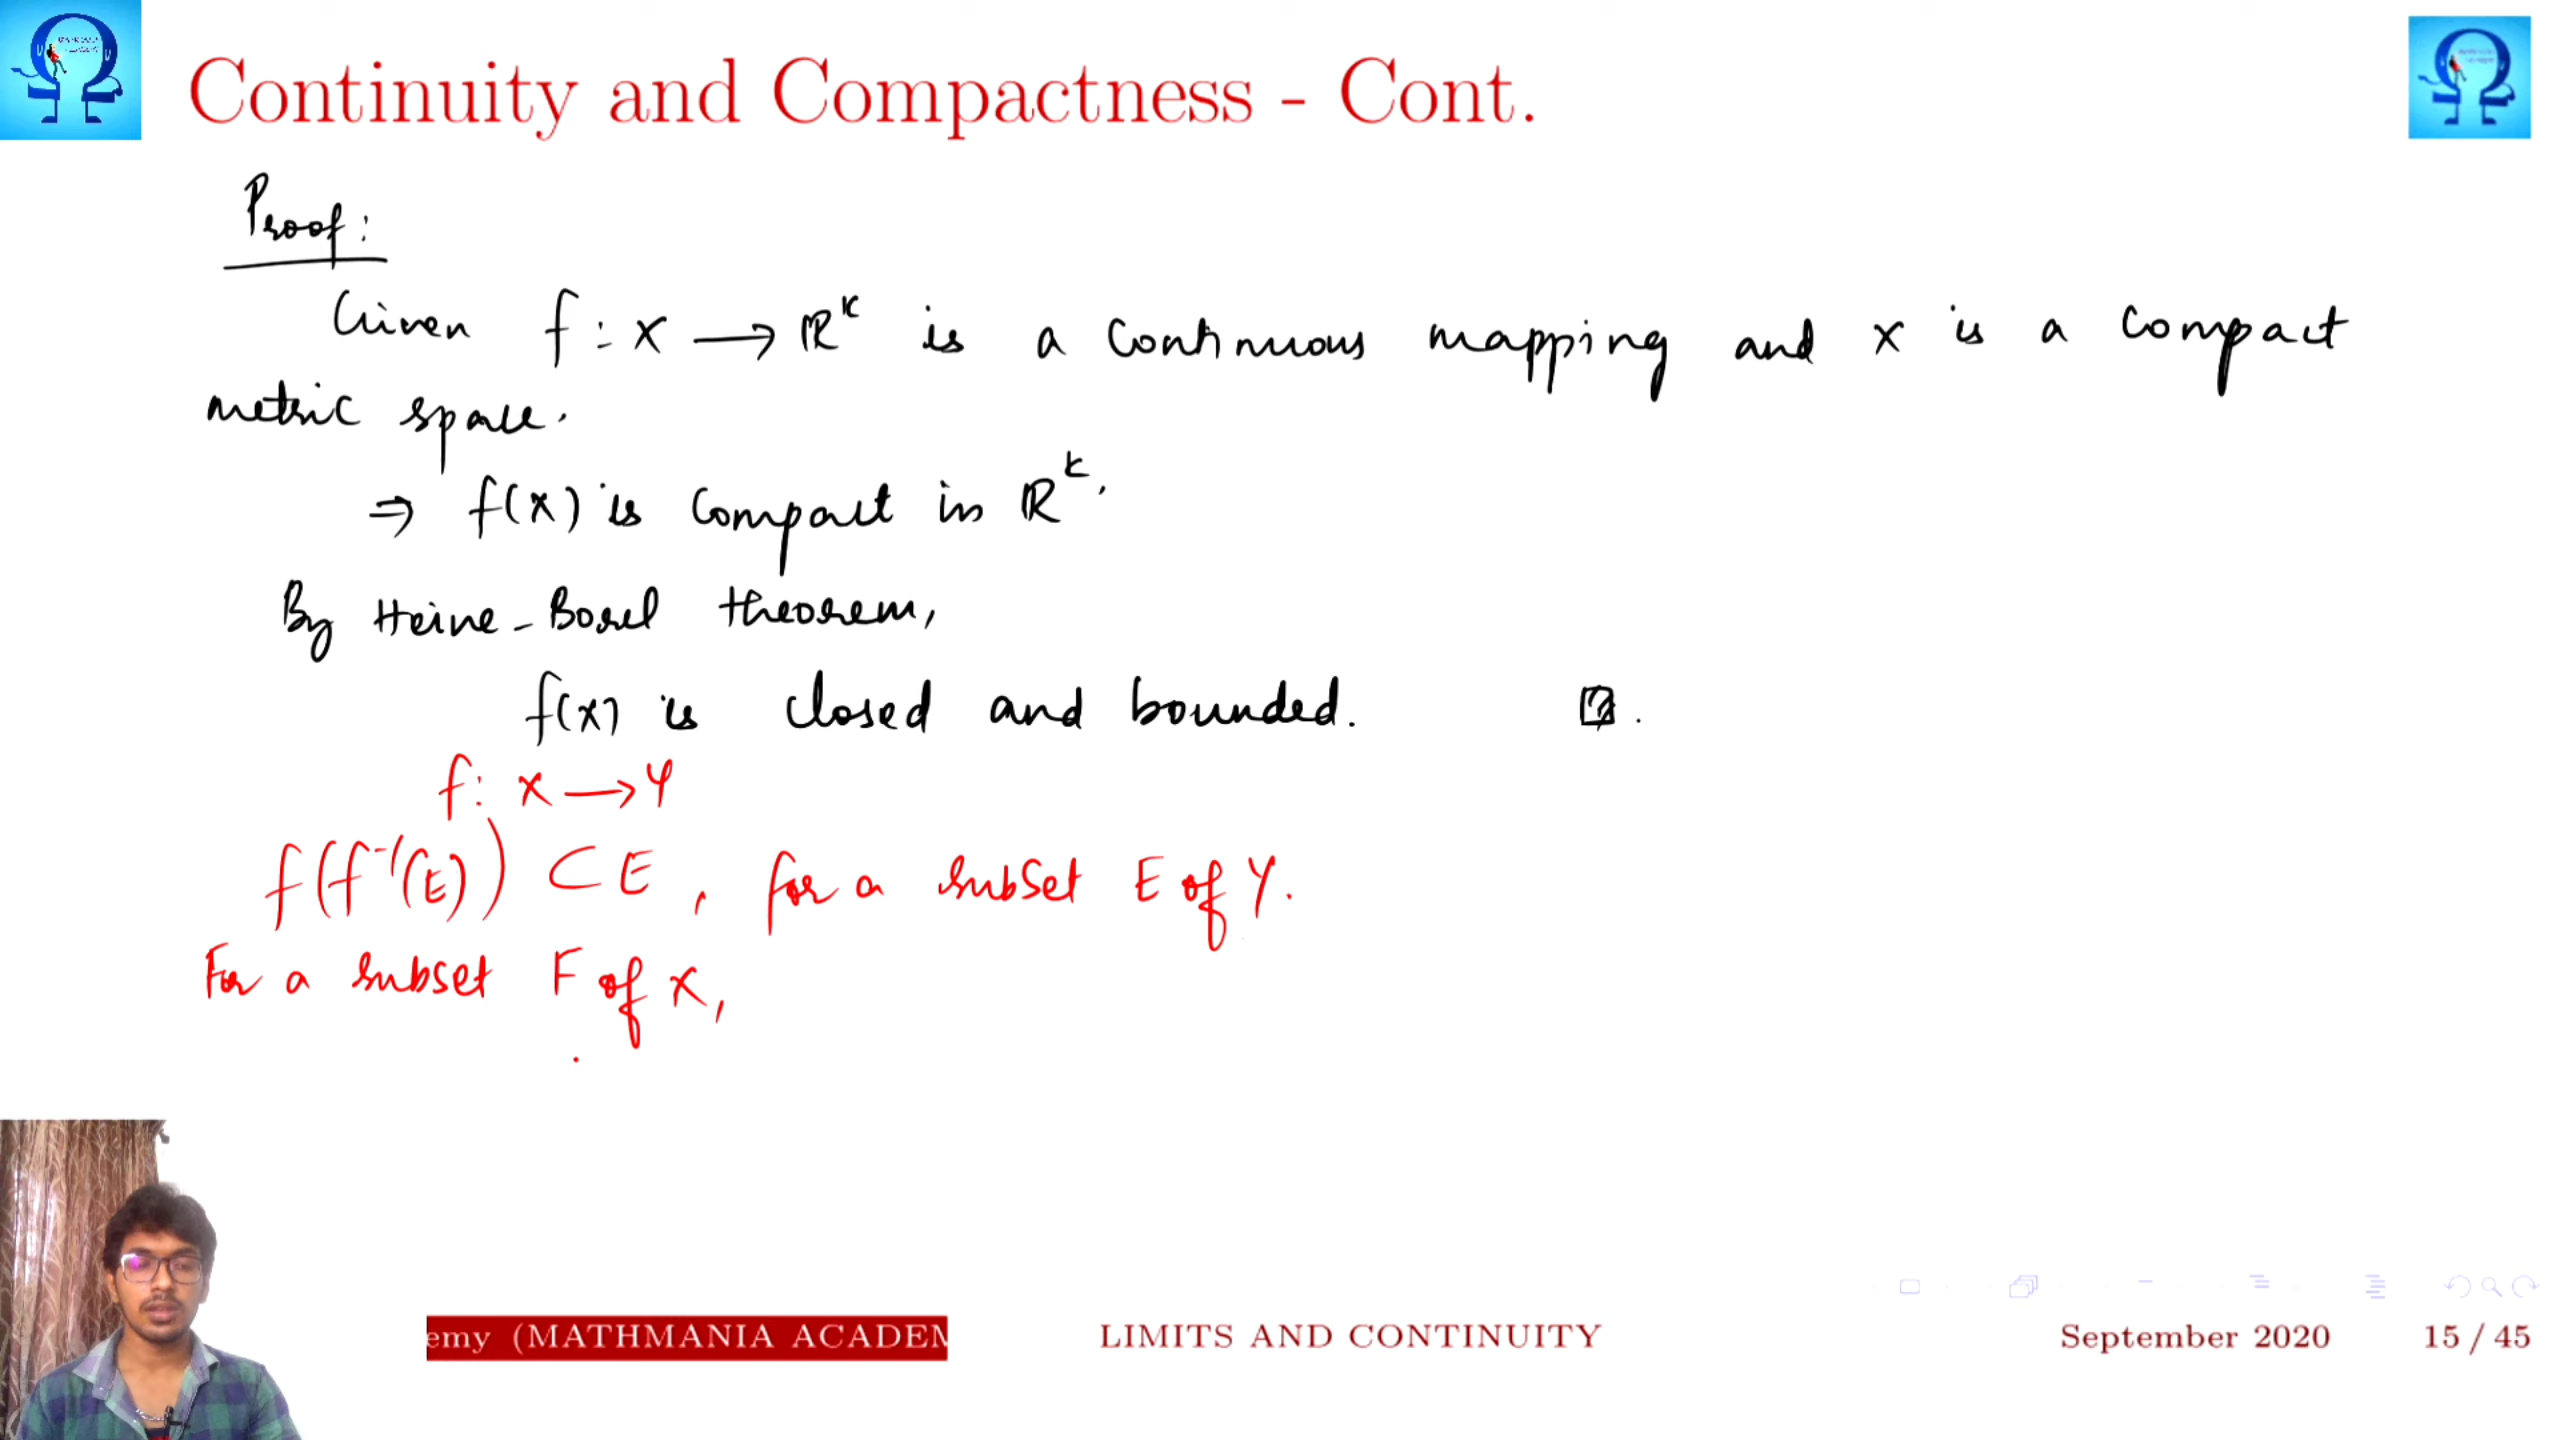 Continuity and Compactness - Cont.
Proof:
Given f : X ⟶ ℝᵏ is a continuous mapping and X is a compact
metric space.
⇒ f(X) is compact in ℝᵏ.
By Heine-Borel theorem,
f(X) is closed and bounded.
f: X ⟶ Y
f(f⁻¹(E)) ⊂ E, for a subset E of Y.
For a subset F of X,
emy (MATHMANIA ACADEM
LIMITS AND CONTINUITY
September 2020
15 / 45